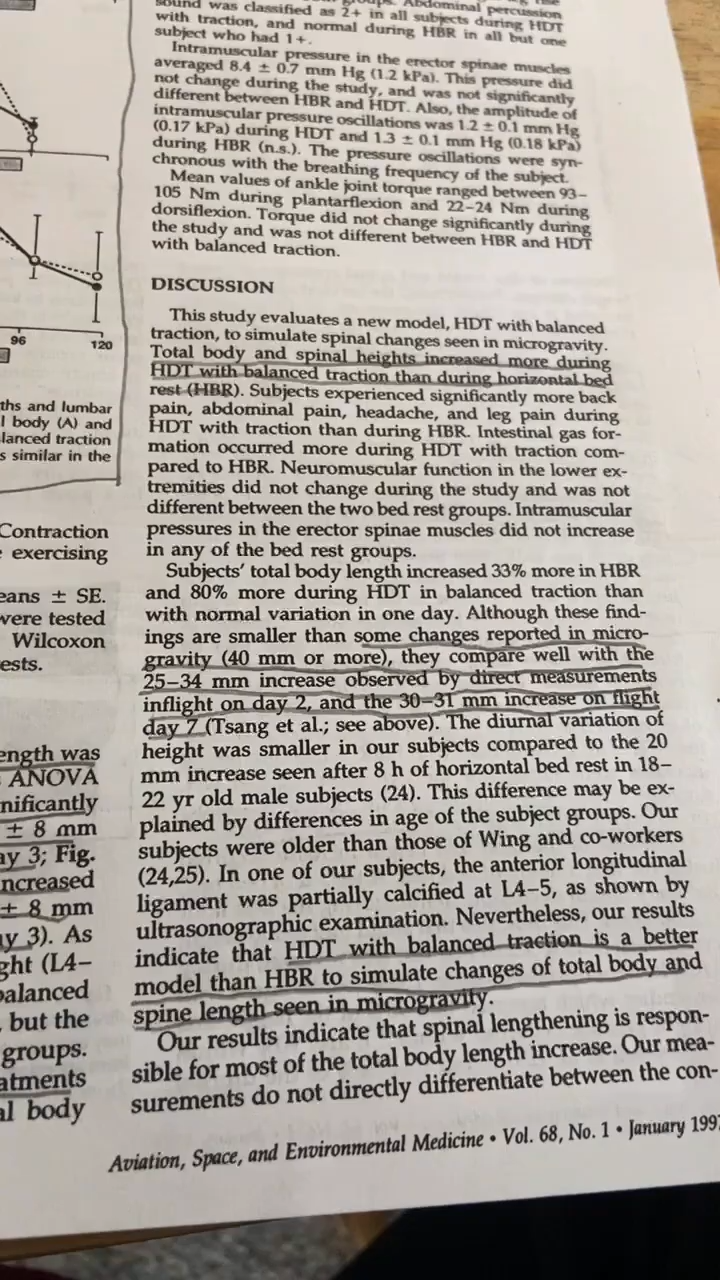 96
120
ths and lumbar
l body (A) and
lanced traction
s similar in the
Contraction
exercising
eans ± SE.
were tested
Wilcoxon
ests.
ength was
ANOVA
nificantly
± 8 mm
ay 3; Fig.
ncreased
± 8 mm
y 3). As
ght (L4–
palanced
, but the
groups.
atments
al body
Abdominal percussion
sound was classified as 2+ in all subjects during HDT
with traction, and normal during HBR in all but one
subject who had 1+.
Intramuscular pressure in the erector spinae muscles
averaged 8.4 ± 0.7 mm Hg (1.2 kPa). This pressure did
not change during the study, and was not significantly
different between HBR and HDT. Also, the amplitude of
intramuscular pressure oscillations was 1.2 ± 0.1 mm Hg
(0.17 kPa) during HDT and 1.3 ± 0.1 mm Hg (0.18 kPa)
during HBR (n.s.). The pressure oscillations were syn-
chronous with the breathing frequency of the subject.
Mean values of ankle joint torque ranged between 93–
105 Nm during plantarflexion and 22–24 Nm during
dorsiflexion. Torque did not change significantly during
the study and was not different between HBR and HDT
with balanced traction.
DISCUSSION
This study evaluates a new model, HDT with balanced
traction, to simulate spinal changes seen in microgravity.
Total body and spinal heights increased more during
HDT with balanced traction than during horizontal bed
rest (HBR). Subjects experienced significantly more back
pain, abdominal pain, headache, and leg pain during
HDT with traction than during HBR. Intestinal gas for-
mation occurred more during HDT with traction com-
pared to HBR. Neuromuscular function in the lower ex-
tremities did not change during the study and was not
different between the two bed rest groups. Intramuscular
pressures in the erector spinae muscles did not increase
in any of the bed rest groups.
Subjects' total body length increased 33% more in HBR
and 80% more during HDT in balanced traction than
with normal variation in one day. Although these find-
ings are smaller than some changes reported in micro-
gravity (40 mm or more), they compare well with the
25–34 mm increase observed by direct measurements
inflight on day 2, and the 30–31 mm increase on flight
day 7 (Tsang et al.; see above). The diurnal variation of
height was smaller in our subjects compared to the 20
mm increase seen after 8 h of horizontal bed rest in 18–
22 yr old male subjects (24). This difference may be ex-
plained by differences in age of the subject groups. Our
subjects were older than those of Wing and co-workers
(24,25). In one of our subjects, the anterior longitudinal
ligament was partially calcified at L4–5, as shown by
ultrasonographic examination. Nevertheless, our results
indicate that HDT with balanced traction is a better
model than HBR to simulate changes of total body and
spine length seen in microgravity.
Our results indicate that spinal lengthening is respon-
sible for most of the total body length increase. Our mea-
surements do not directly differentiate between the con-
Aviation, Space, and Environmental Medicine • Vol. 68, No. 1 • January 1997